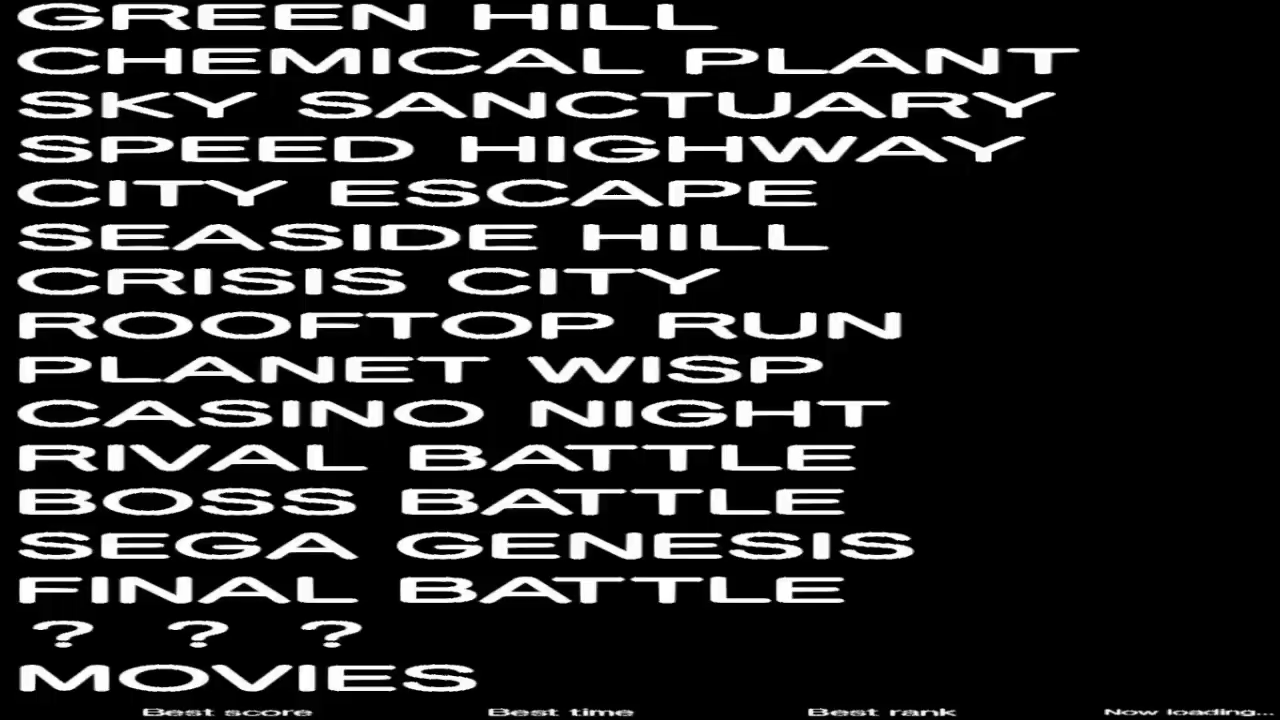 GREEN HILL
CHEMICAL PLANT
SKY SANCTUARY
SPEED HIGHWAY
CITY ESCAPE
SEASIDE HILL
CRISIS CITY
ROOFTOP RUN
PLANET WISP
CASINO NIGHT
RIVAL BATTLE
BOSS BATTLE
SEGA GENESIS
FINAL BATTLE
? ? ?
MOVIES
Best score Best time Best rank Now loading...